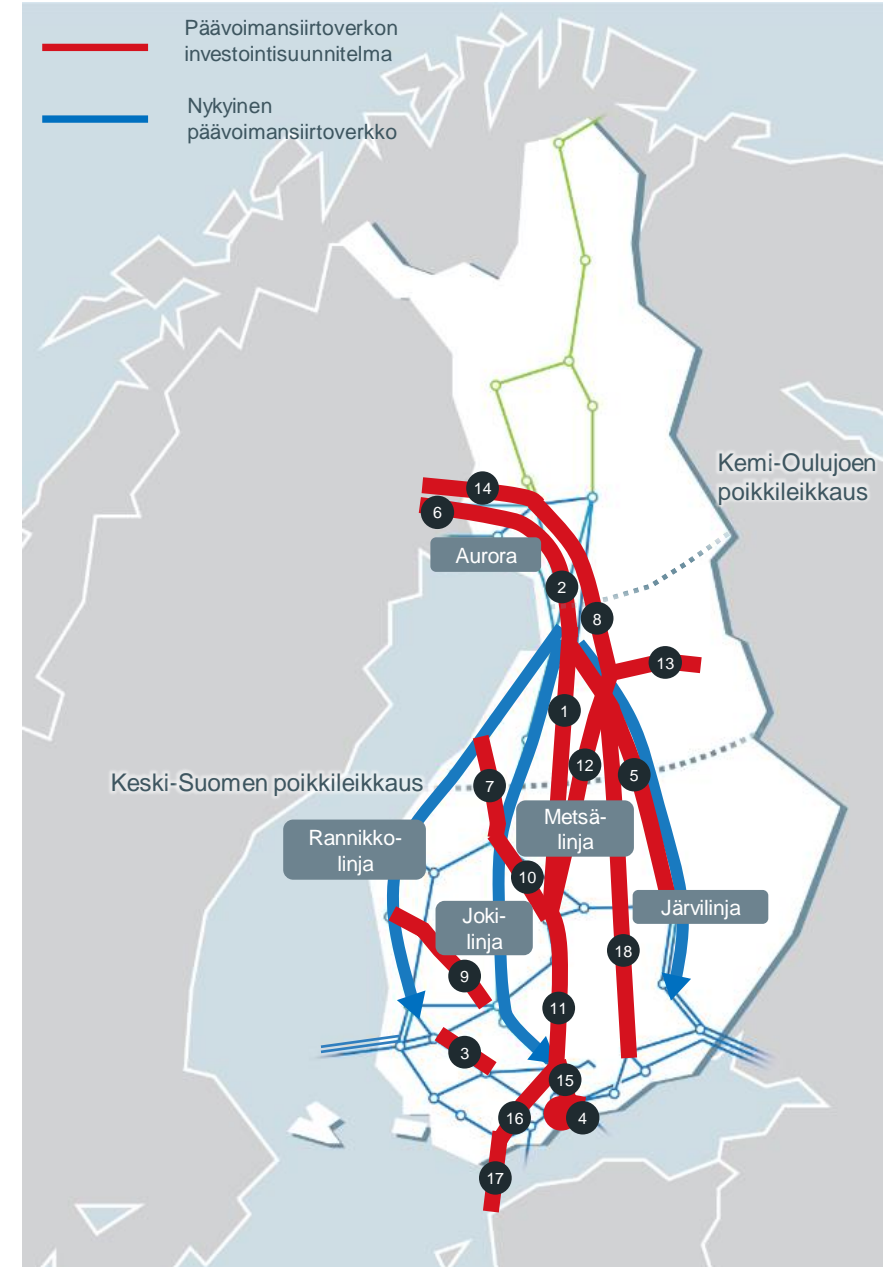 Päävoimansiirtoverkon
investointisuunnitelma
Nykyinen
päävoimansiirtoverkko
Kemi-Oulujoen
poikkileikkaus
14
6
Aurora
2
8
13
1
Keski-Suomen poikkileikkaus
12
5
7
Metsä-
linja
Rannikko-
linja
10
Joki-
linja
Järvilinja
18
9
11
3
15
16
4
17